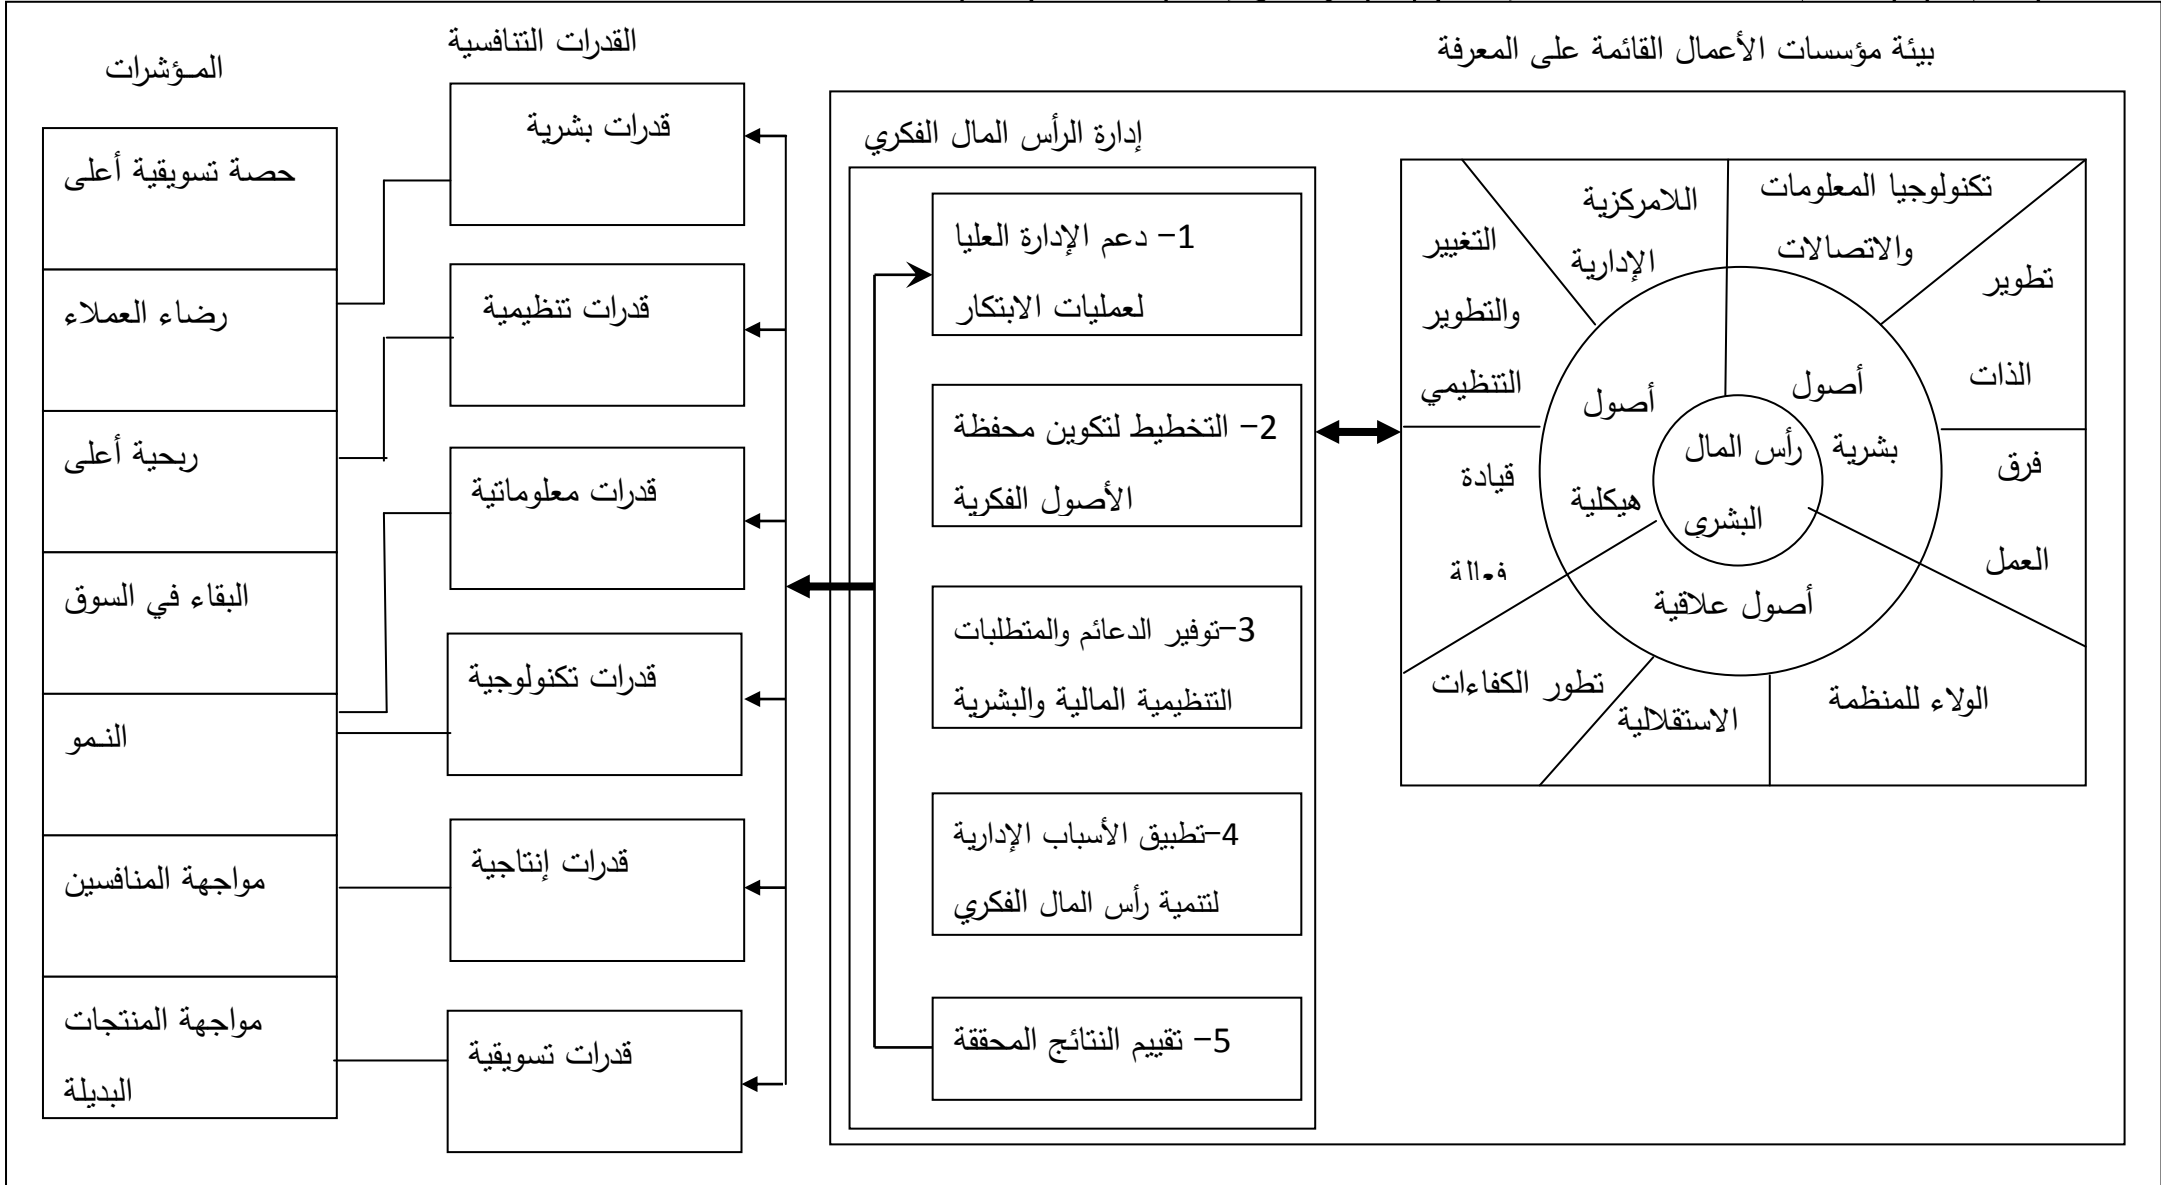 بيئة مؤسسات الأعمال القائمة على المعرفة
القدرات التنافسية
المـؤشرات
تكنولوجيا المعلومات
والاتصالات
اللامركزية
الإدارية
التغيير
والتطوير
التنظيمي
تطوير
الذات
فرق
العمل
قيادة
فعالة
أصول
بشرية
أصول
هيكلية
رأس المال
البشري
أصول علاقية
الولاء للمنظمة
الاستقلالية
تطور الكفاءات
إدارة الرأس المال الفكري
1- دعم الإدارة العليا
لعمليات الابتكار
2- التخطيط لتكوين محفظة
الأصول الفكرية
3-توفير الدعائم والمتطلبات
التنظيمية المالية والبشرية
4-تطبيق الأسباب الإدارية
لتنمية رأس المال الفكري
5- تقييم النتائج المحققة
قدرات بشرية
قدرات تنظيمية
قدرات معلوماتية
قدرات تكنولوجية
قدرات إنتاجية
قدرات تسويقية
حصة تسويقية أعلى
رضاء العملاء
ربحية أعلى
البقاء في السوق
النـمو
مواجهة المنافسين
مواجهة المنتجات
البديلة